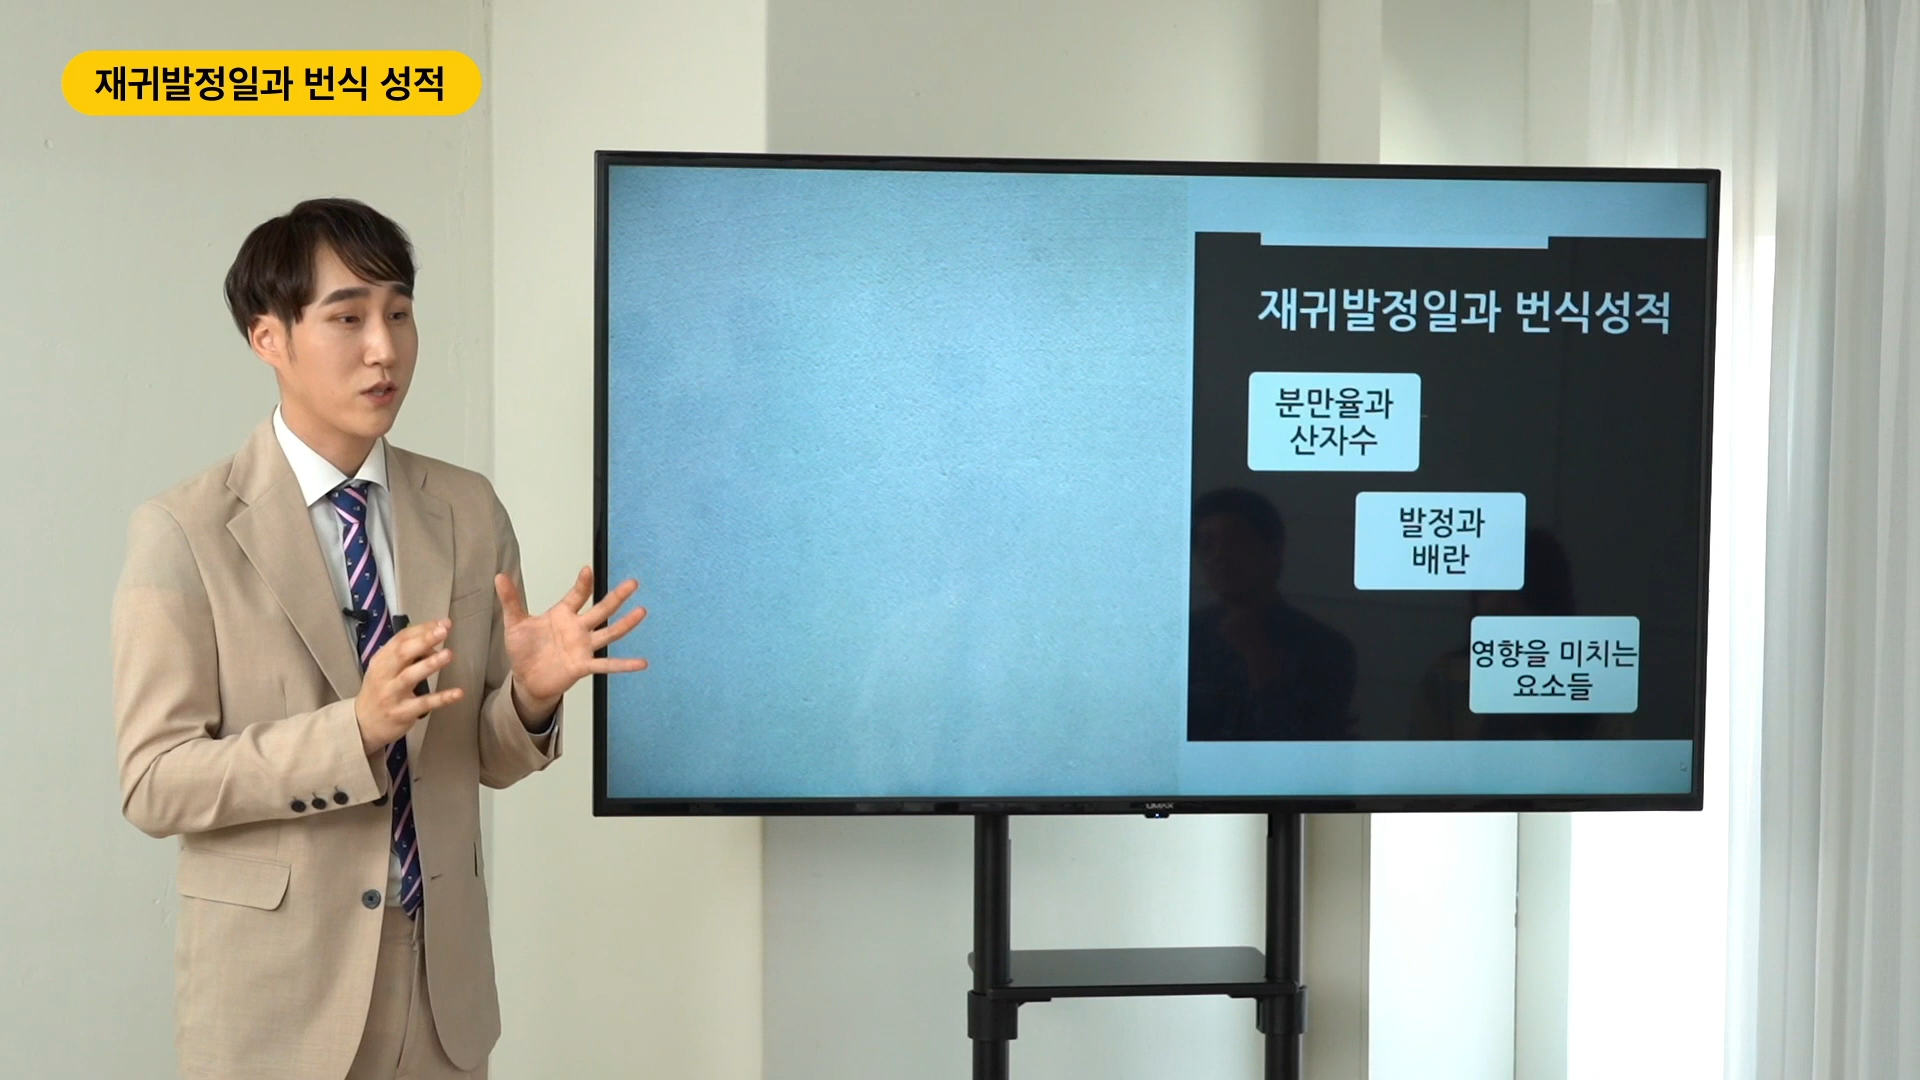 재귀발정일과 번식 성적
재귀발정일과 번식성적
분만율과
산자수
발정과
배란
영향을 미치는
요소들
UMAX